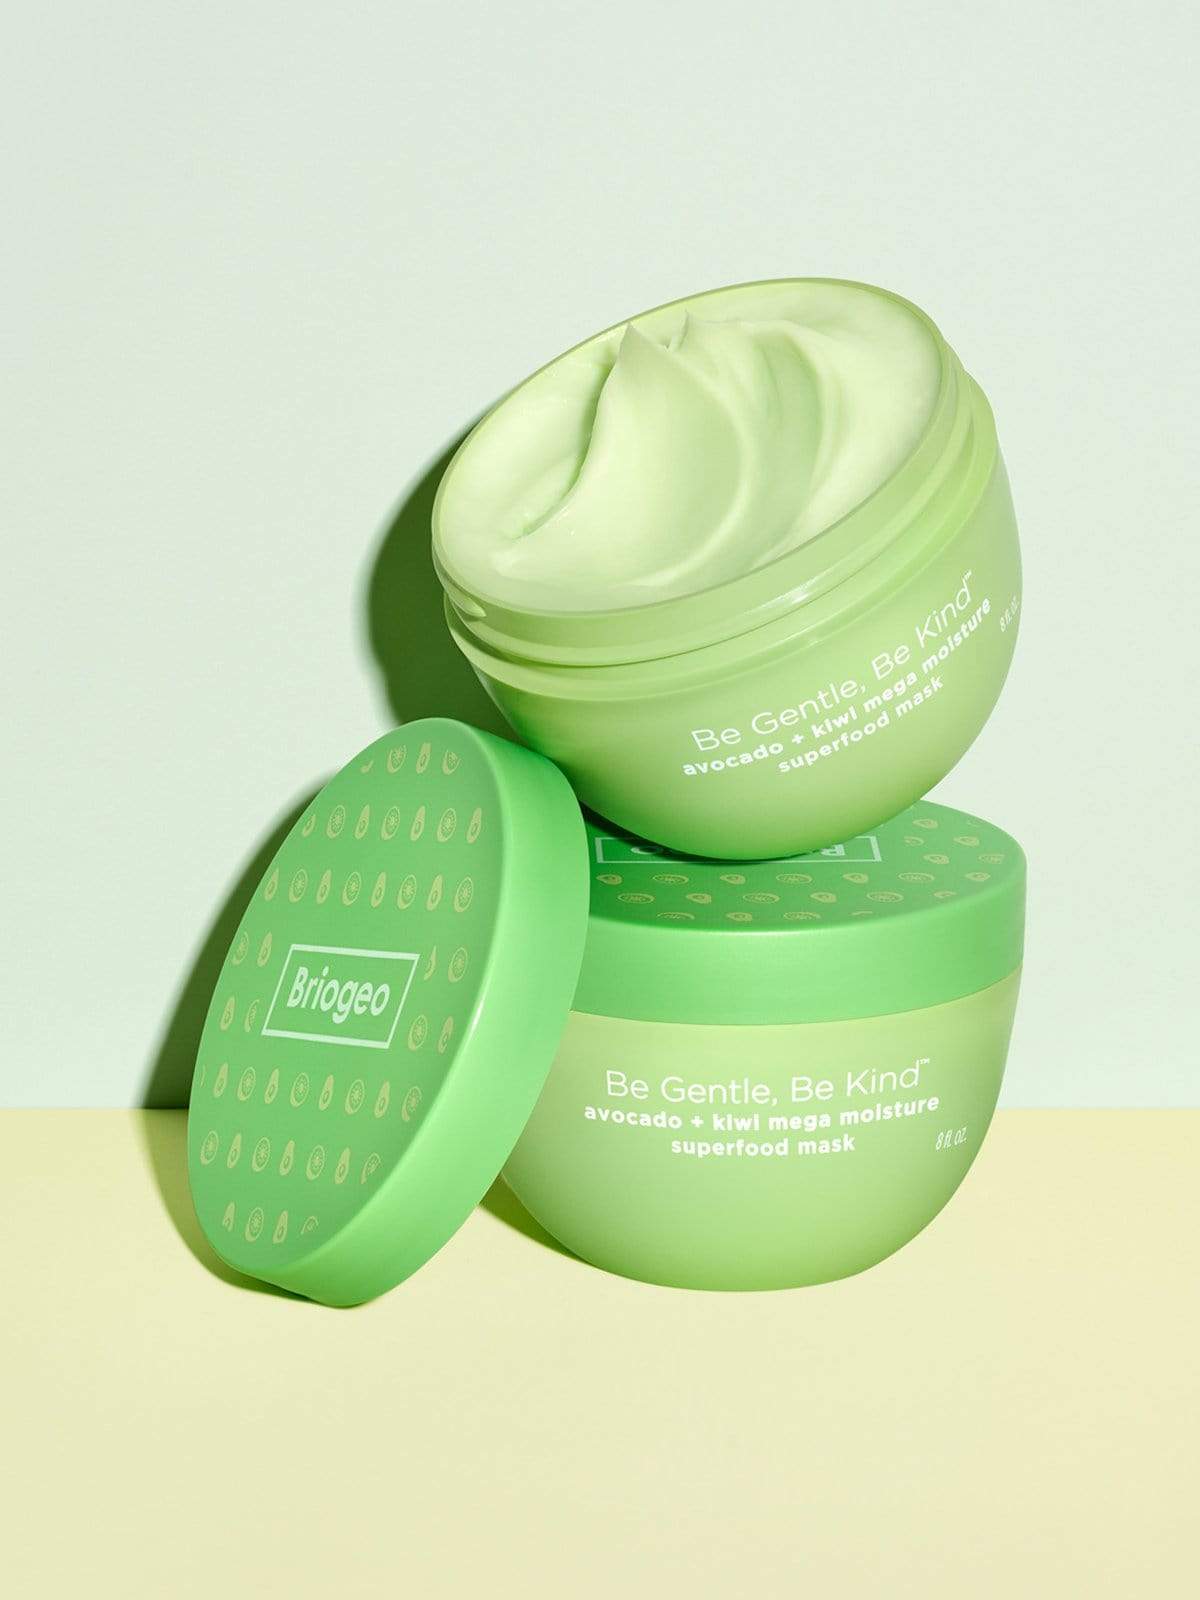 Be Gentle, Be Kind™
avocado + kiwi mega moisture
superfood mask
8 fl. oz.
Briogeo
Be Gentle, Be Kind™
avocado + kiwi mega moisture
superfood mask
8 fl. oz.